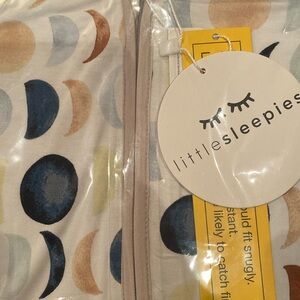 littlesleepies
ould fit snugly.
stant.
likely to catch fi